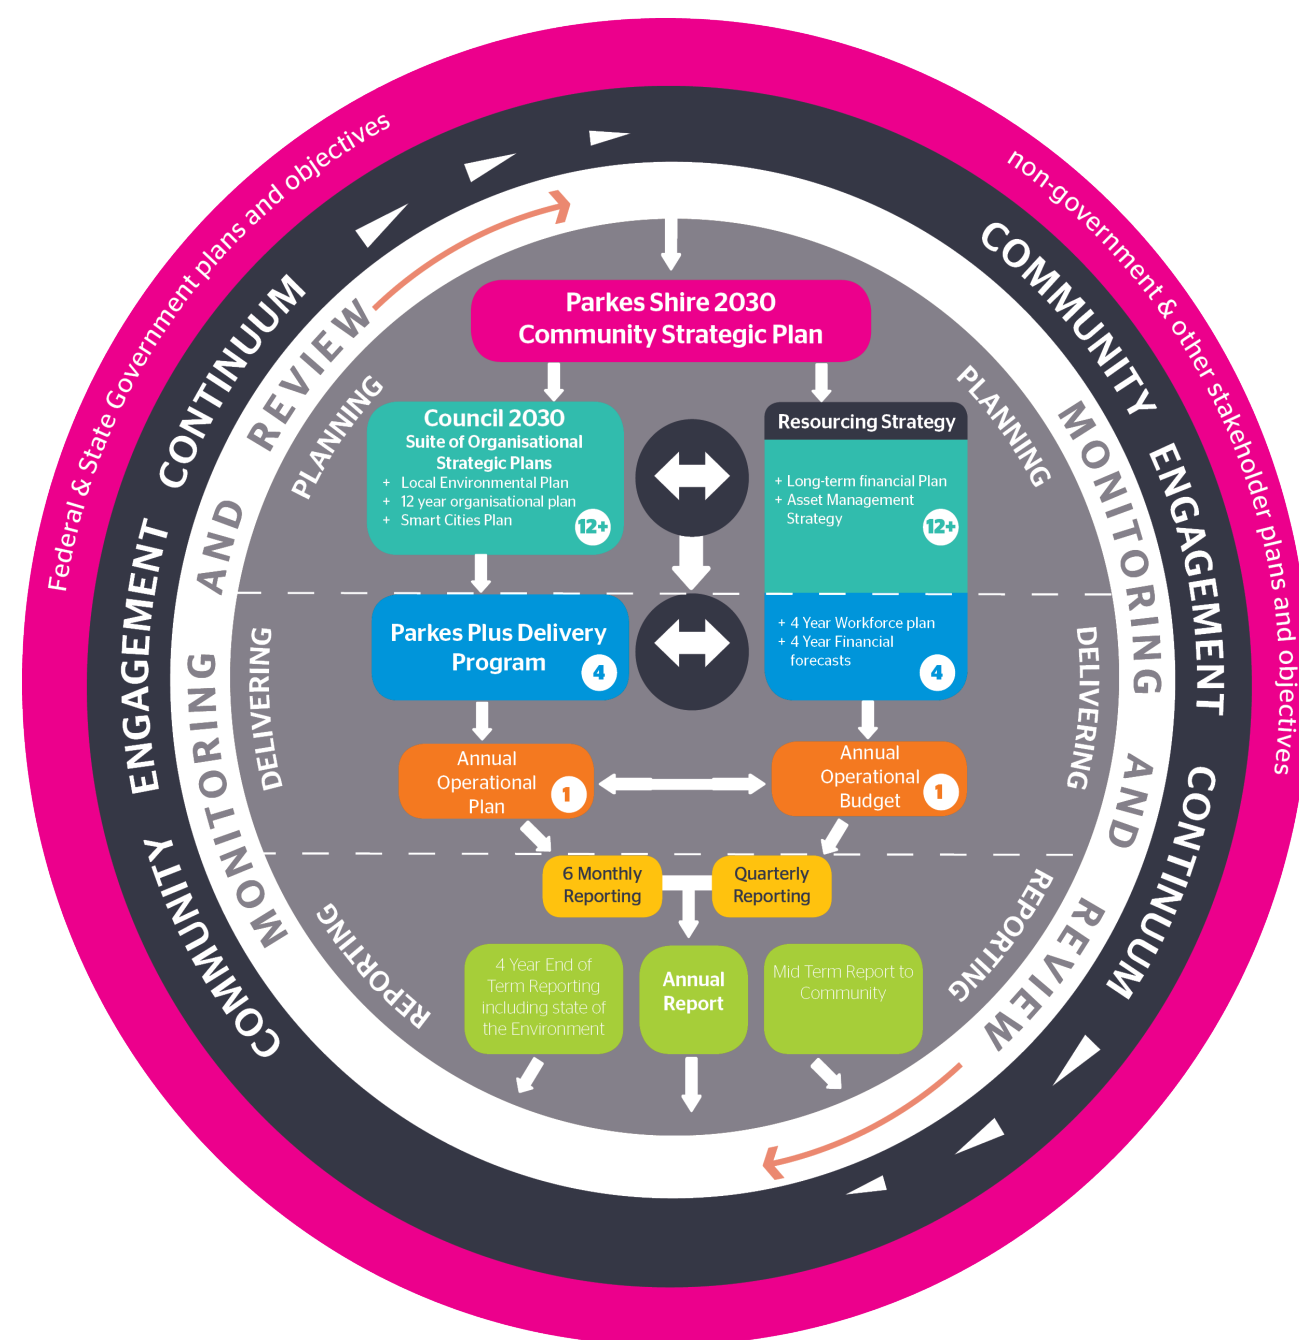 Federal & State Government plans and objectives
non-government & other stakeholder plans and objectives
COMMUNITY ENGAGEMENT CONTINUUM
COMMUNITY ENGAGEMENT CONTINUUM
MONITORING AND REVIEW
MONITORING AND REVIEW
PLANNING
PLANNING
Parkes Shire 2030
Community Strategic Plan
Council 2030
Suite of Organisational
Strategic Plans
+ Local Environmental Plan
+ 12 year organisational plan
+ Smart Cities Plan
12+
Resourcing Strategy
+ Long-term financial Plan
+ Asset Management
Strategy
12+
DELIVERING
DELIVERING
Parkes Plus Delivery
Program
4
+ 4 Year Workforce plan
+ 4 Year Financial
forecasts
4
Annual
Operational
Plan
1
Annual
Operational
Budget
1
REPORTING
REPORTING
6 Monthly
Reporting
Quarterly
Reporting
4 Year End of
Term Reporting
including state of
the Environment
Annual
Report
Mid Term Report to
Community